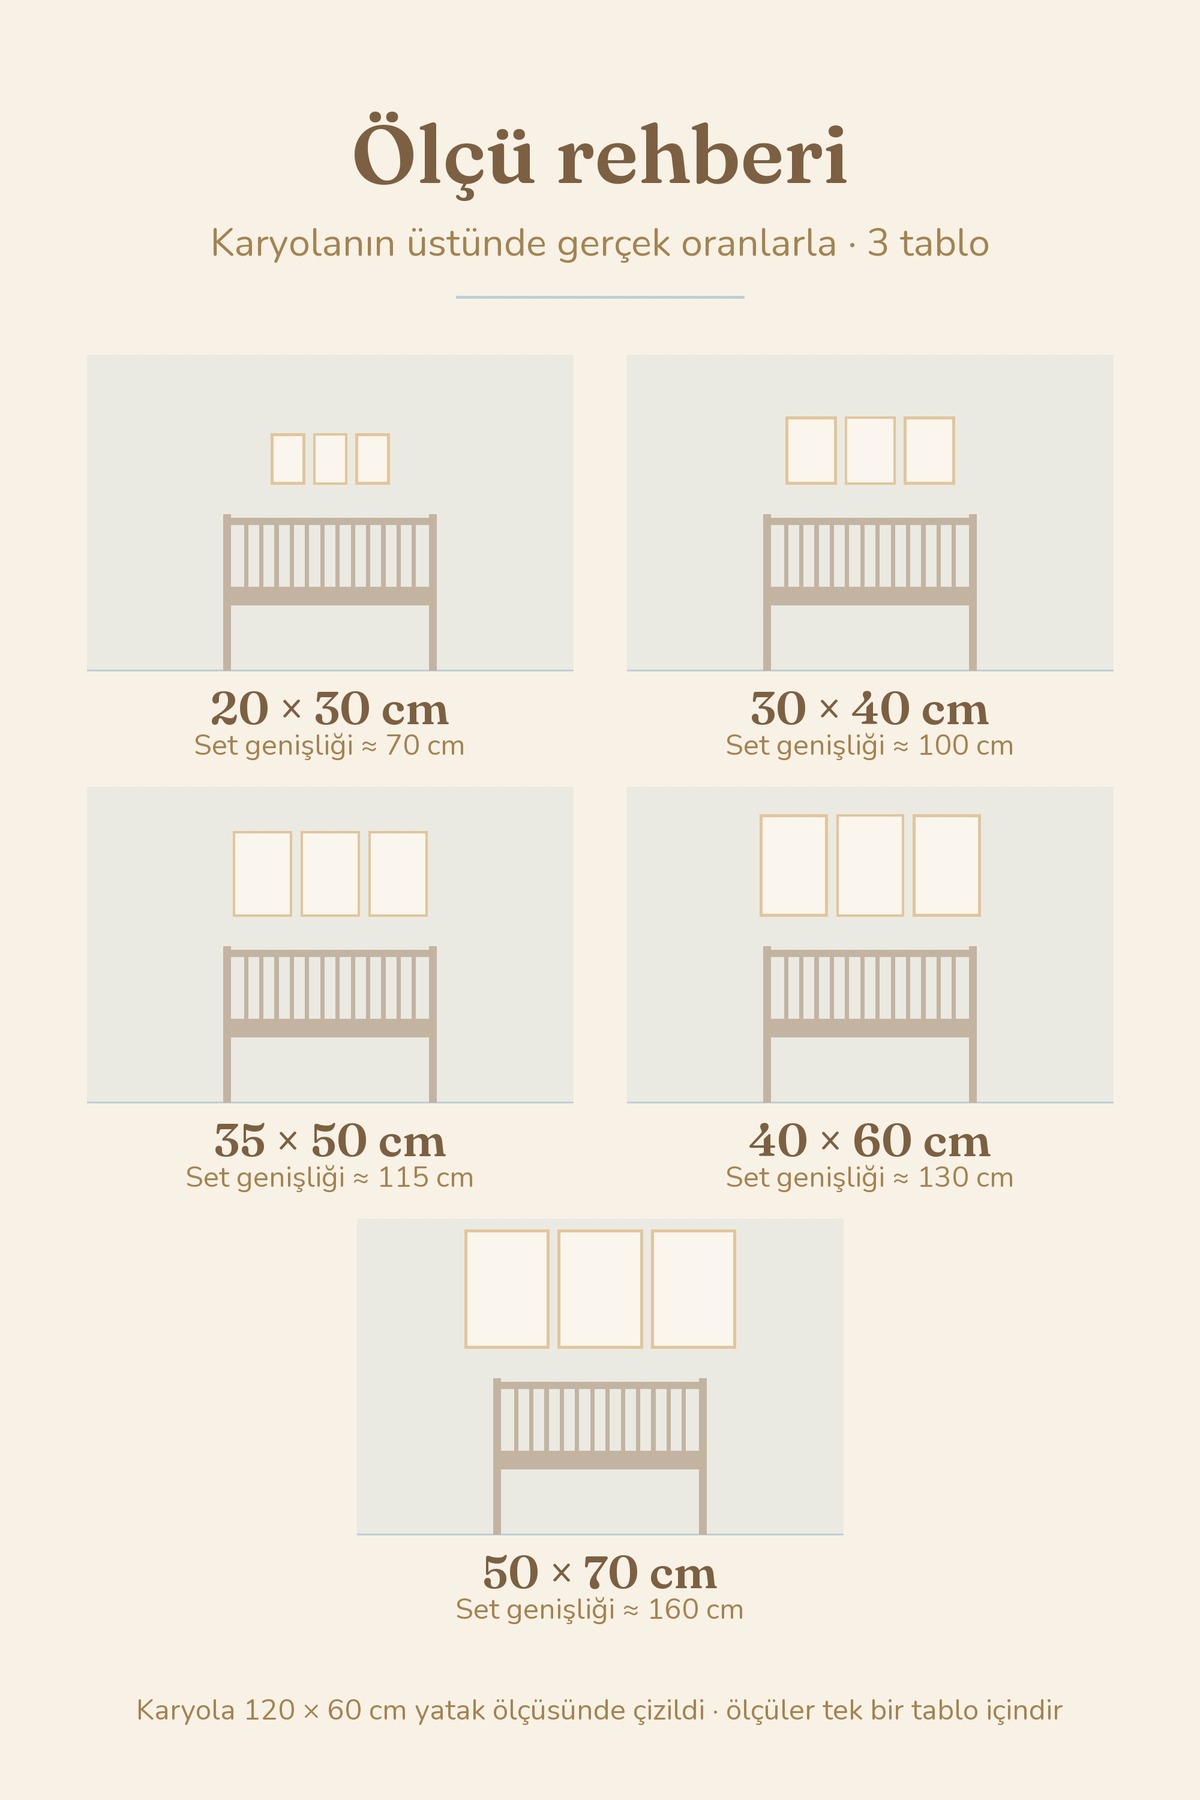 Ölçü rehberi
Karyolanın üstünde gerçek oranlarla · 3 tablo
20 × 30 cm
Set genişliği ≈ 70 cm
30 × 40 cm
Set genişliği ≈ 100 cm
35 × 50 cm
Set genişliği ≈ 115 cm
40 × 60 cm
Set genişliği ≈ 130 cm
50 × 70 cm
Set genişliği ≈ 160 cm
Karyola 120 × 60 cm yatak ölçüsünde çizildi · ölçüler tek bir tablo içindir